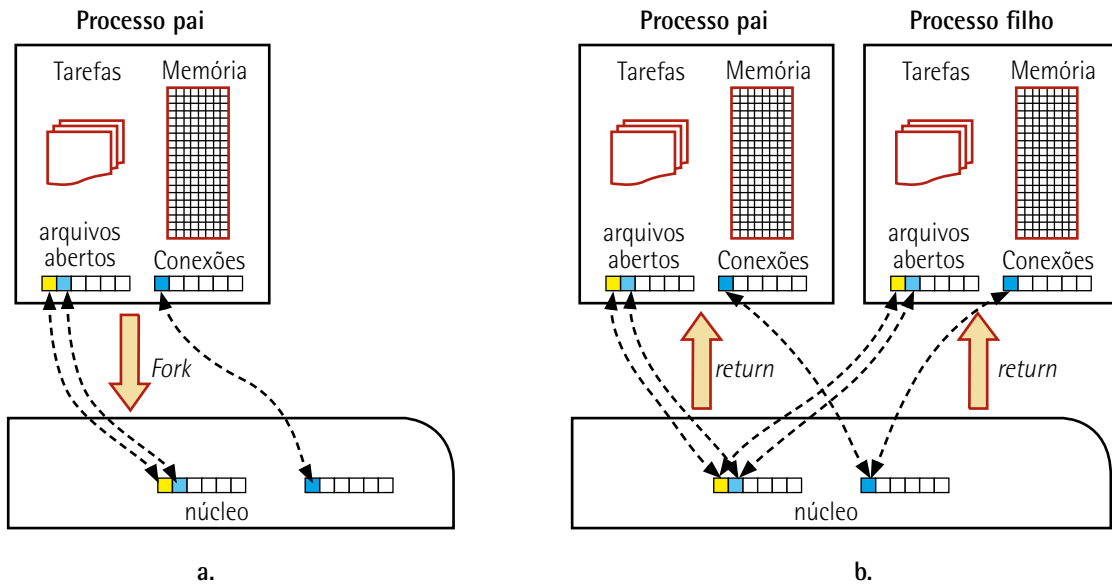 Processo pai
Tarefas
Memória
arquivos
abertos
Conexões
Fork
núcleo
a.
Processo pai
Processo filho
Tarefas
Memória
Tarefas
Memória
arquivos
abertos
Conexões
arquivos
abertos
Conexões
return
return
núcleo
b.